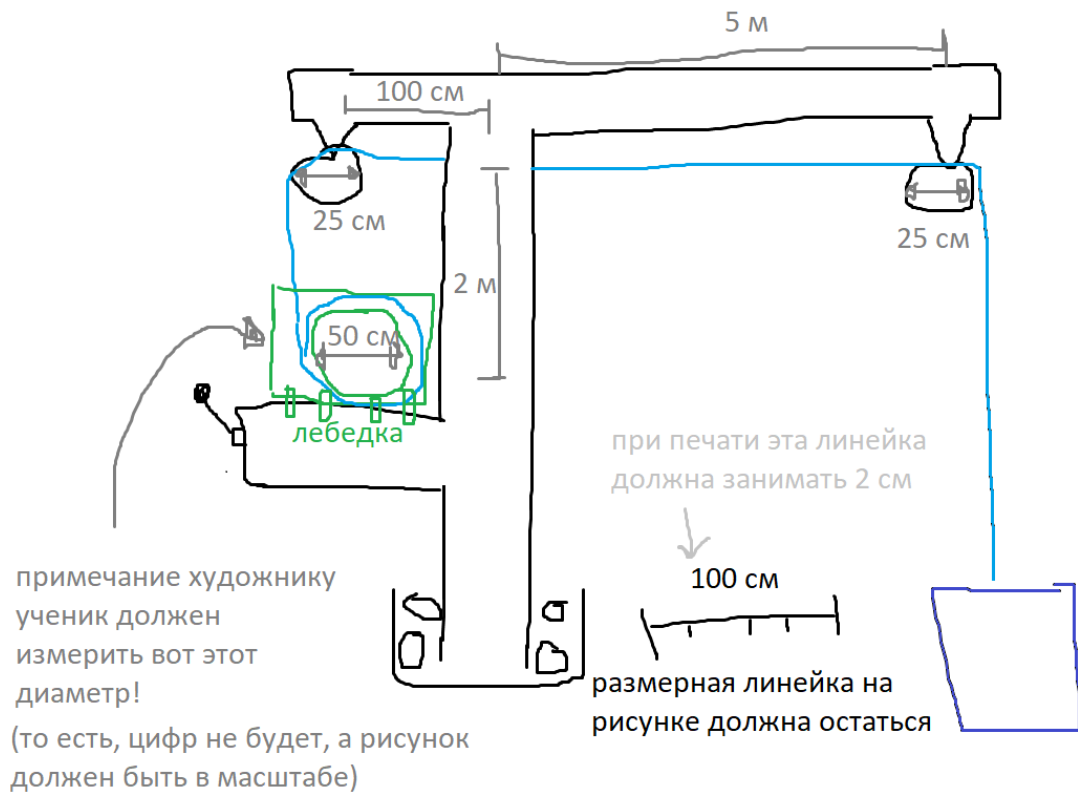 5 м
100 см
25 см
25 см
2 м
50 см
лебедка
при печати эта линейка
должна занимать 2 см
100 см
примечание художнику
ученик должен
измерить вот этот
диаметр!
(то есть, цифр не будет, а рисунок
должен быть в масштабе)
размерная линейка на
рисунке должна остаться